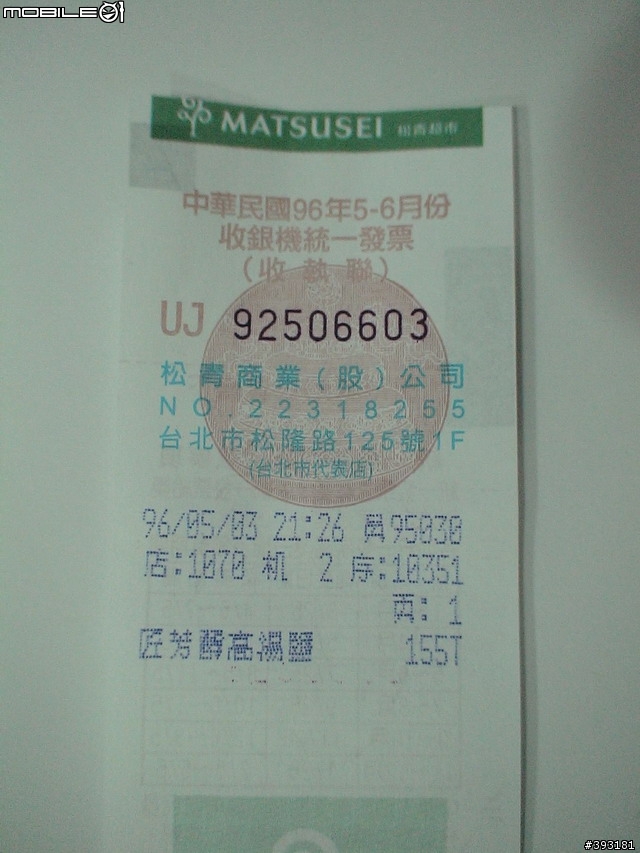 MOBILE01
MATSUSEI 松青超市
中華民國96年5-6月份
收銀機統一發票
(收執聯)
UJ 92506603
松青商業(股)公司
NO.22318255
台北市松隆路125號1F
(台北市代表店)
96/05/03 21:26 員95030
店:1070 机 2 序:10351
頁: 1
匠芳醇高湯鹽 155T
#393181